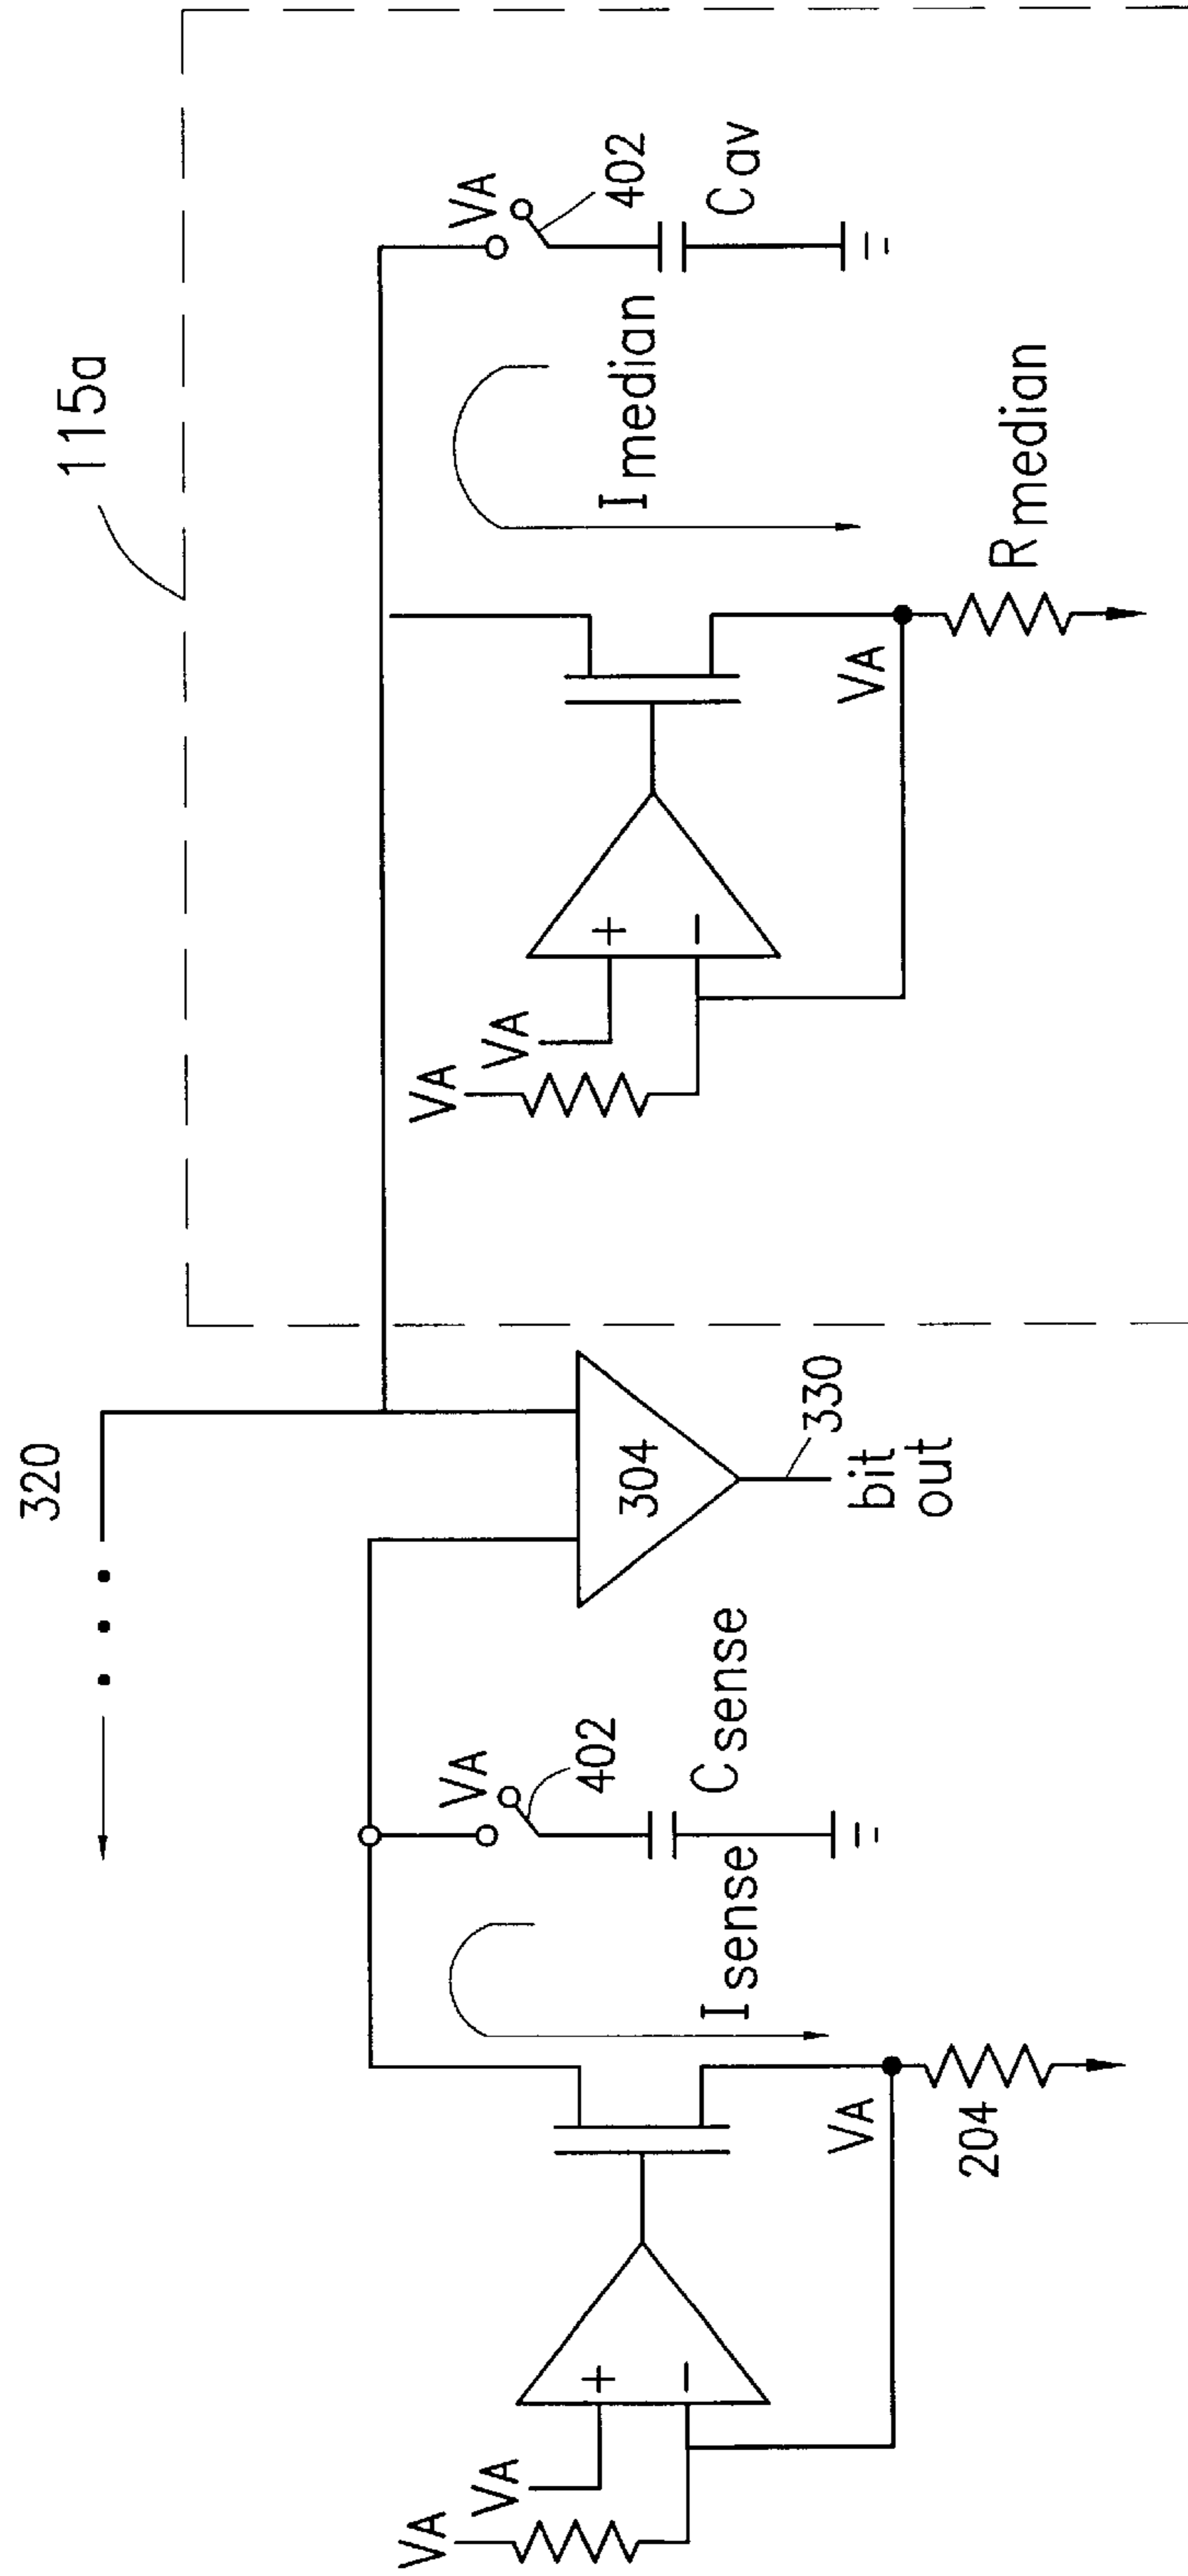 115a
320
VA
402
Cav
Imedian
VA
VA
+
-
VA
Rmedian
304
330
bit
out
VA
402
Csense
Isense
VA
VA
+
-
VA
204